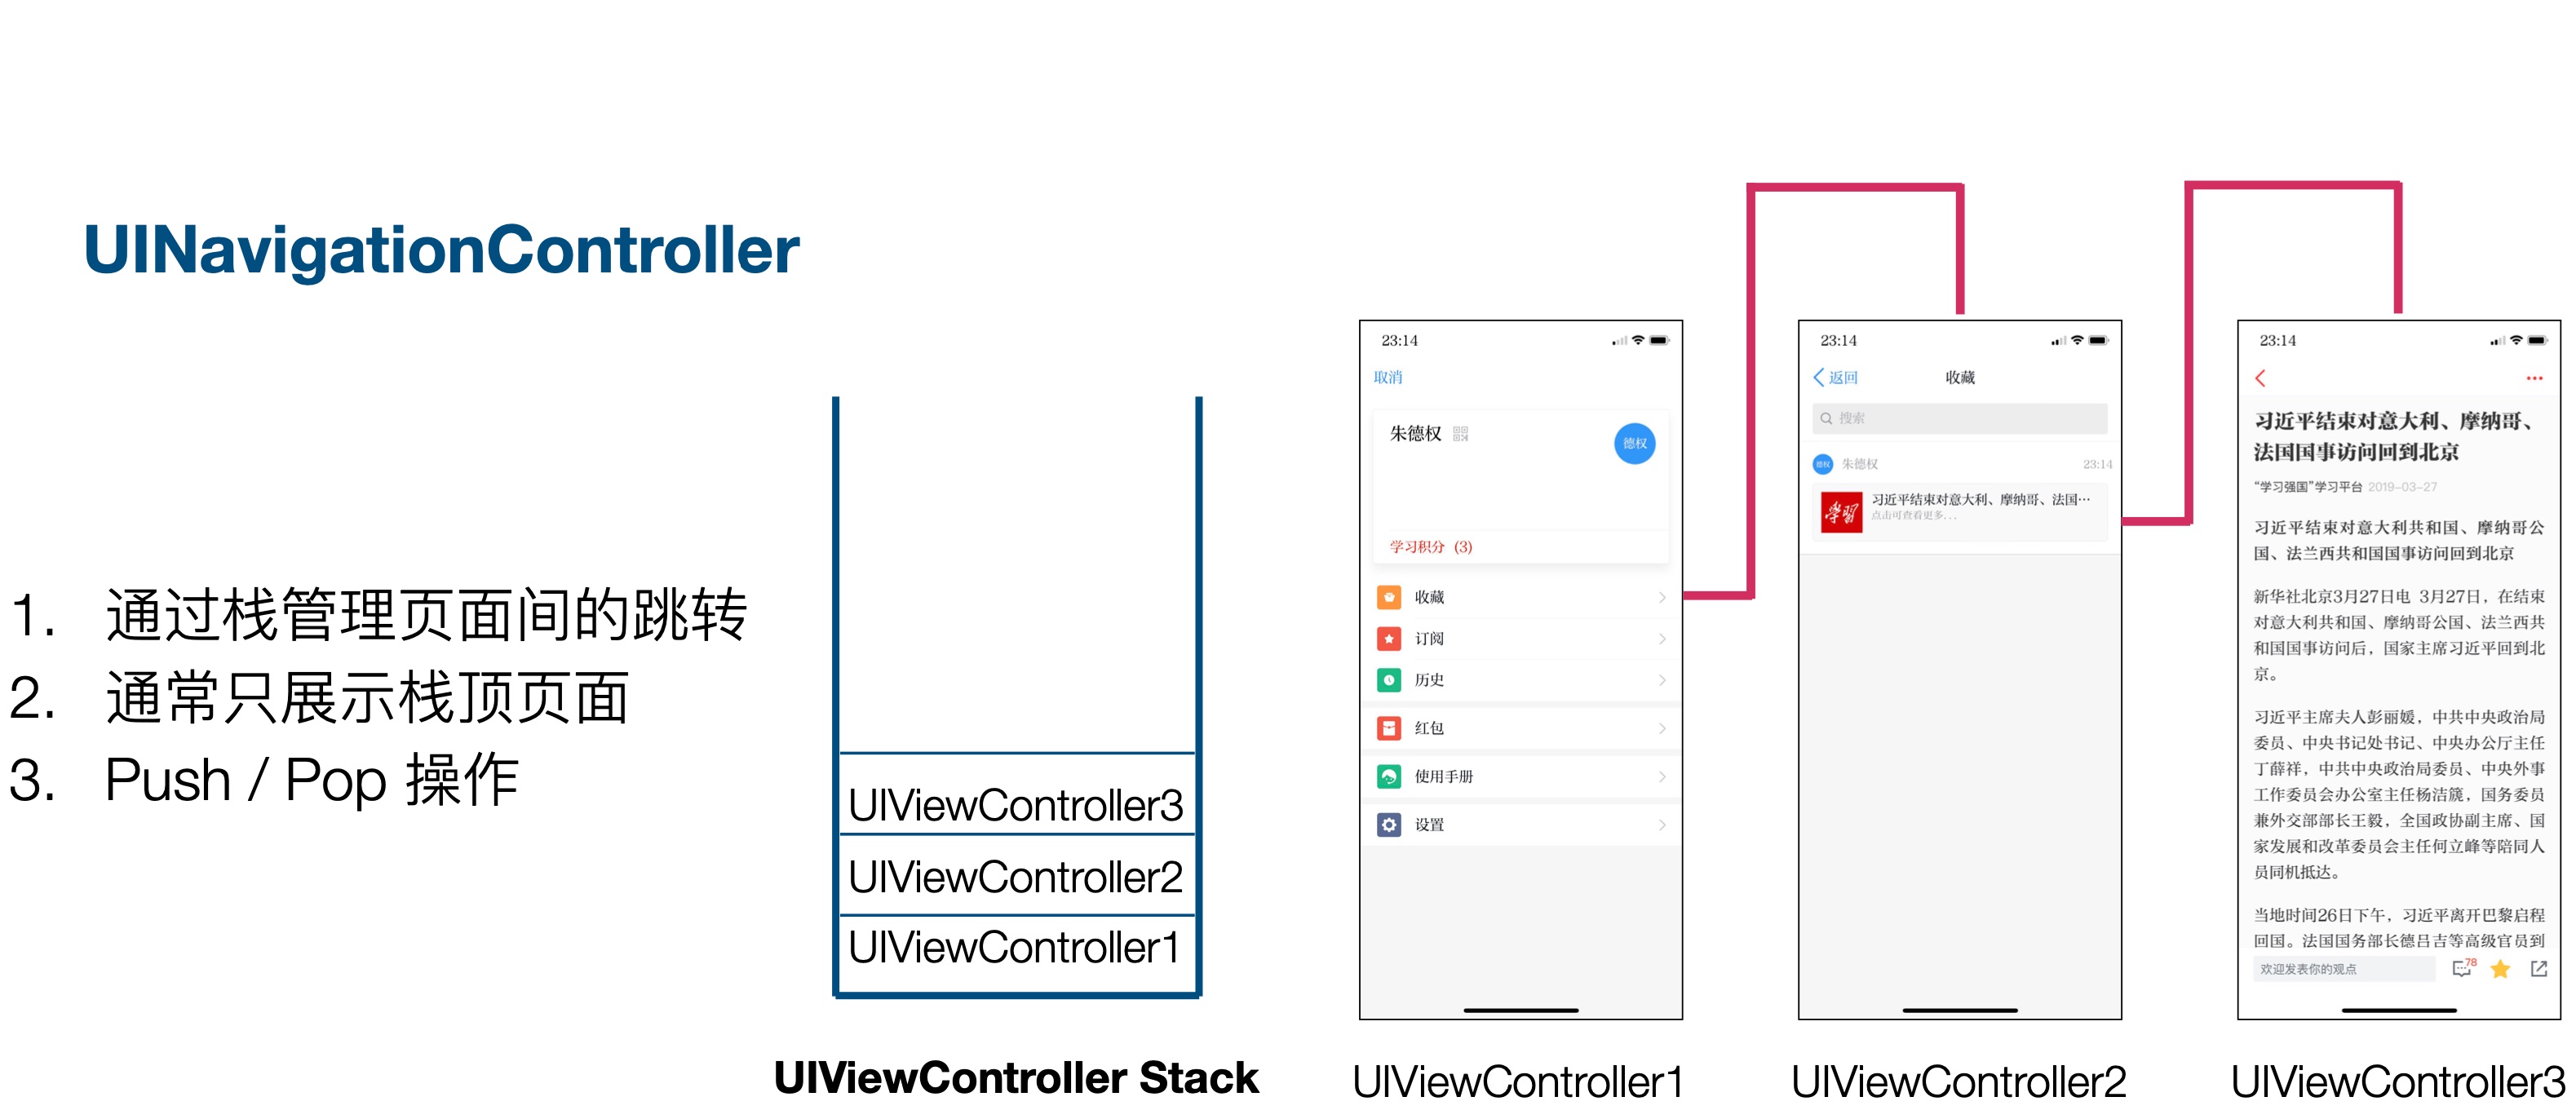 UINavigationController
1. 通过栈管理页面间的跳转
2. 通常只展示栈顶页面
3. Push / Pop 操作
UIViewController3
UIViewController2
UIViewController1
UIViewController Stack
23:14
取消
朱德权
德权
学习积分 (3)
收藏
订阅
历史
红包
使用手册
设置
UIViewController1
23:14
返回 收藏
搜索
德权 朱德权 23:14
学习
习近平结束对意大利、摩纳哥、法国…
点击可查看更多...
UIViewController2
23:14
习近平结束对意大利、摩纳哥、
法国国事访问回到北京
“学习强国”学习平台 2019-03-27
习近平结束对意大利共和国、摩纳哥公
国、法兰西共和国国事访问回到北京
新华社北京3月27日电 3月27日，在结束
对意大利共和国、摩纳哥公国、法兰西共
和国国事访问后，国家主席习近平回到北
京。
习近平主席夫人彭丽媛，中共中央政治局
委员、中央书记处书记、中央办公厅主任
丁薛祥，中共中央政治局委员、中央外事
工作委员会办公室主任杨洁篪，国务委员
兼外交部部长王毅，全国政协副主席、国
家发展和改革委员会主任何立峰等陪同人
员同机抵达。
当地时间26日下午，习近平离开巴黎启程
回国。法国国务部长德吕吉等高级官员到
欢迎发表你的观点 78
UIViewController3